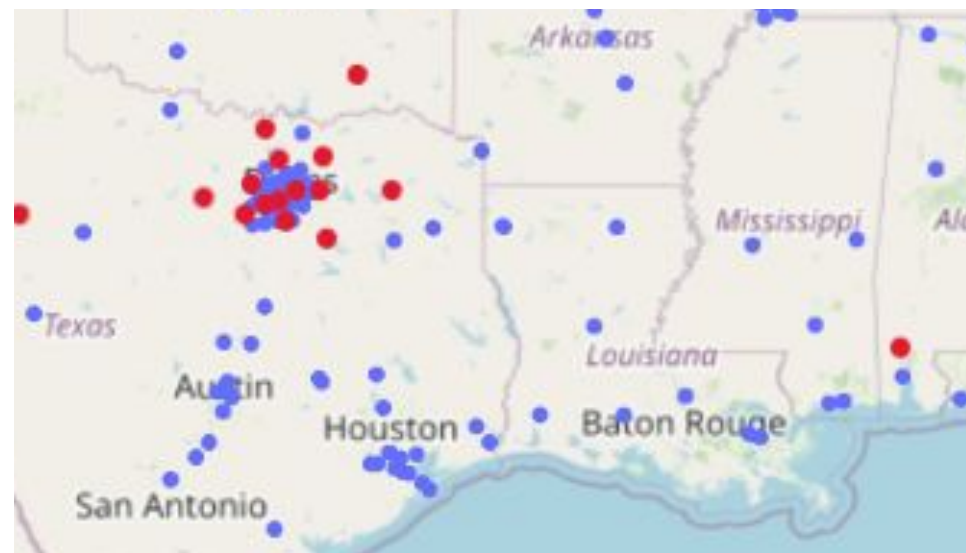 Arkansas
Mississippi
Texas
Louisiana
Austin
Houston
Baton Rouge
San Antonio